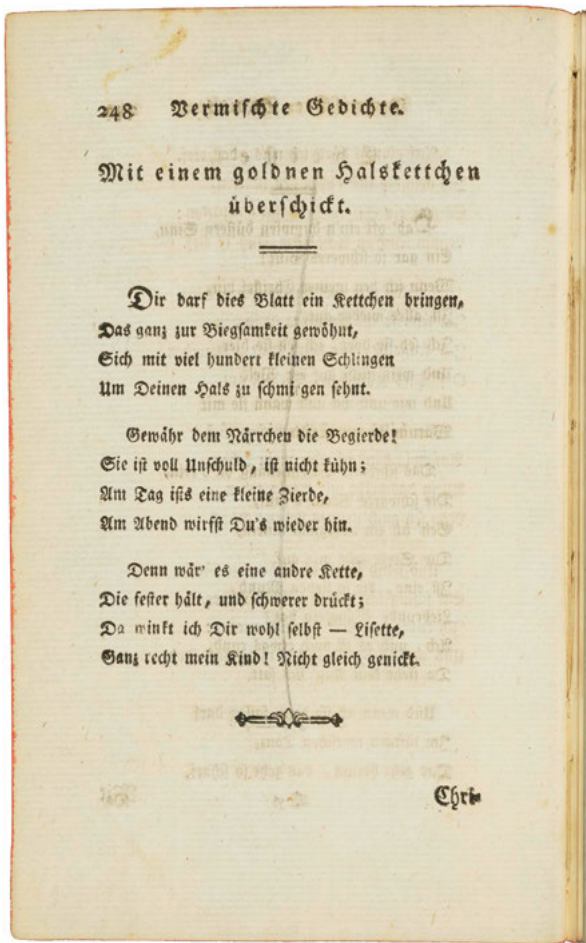 248 Vermischte Gedichte.
Mit einem goldnen Halskettchen
überschickt.
Dir darf dies Blatt ein Kettchen bringen,
Das ganz zur Biegsamkeit gewöhnt,
Sich mit viel hundert kleinen Schlingen
Um Deinen Hals zu schmi gen sehnt.
Gewähr dem Närrchen die Begierde!
Sie ist voll Unschuld, ist nicht kühn;
Am Tag ists eine kleine Zierde,
Am Abend wirfst Du's wieder hin.
Denn wär' es eine andre Kette,
Die fester hält, und schwerer drückt;
Da winkt ich Dir wohl selbst — Lisette,
Ganz recht mein Kind! Nicht gleich genickt.
Chri-